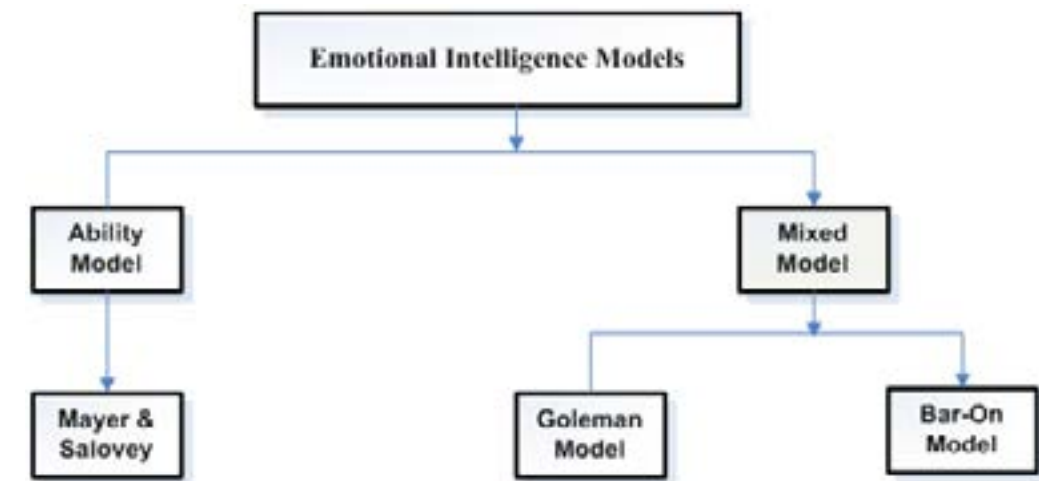 Emotional Intelligence Models
Ability
Model
Mixed
Model
Mayer &
Salovey
Goleman
Model
Bar-On
Model